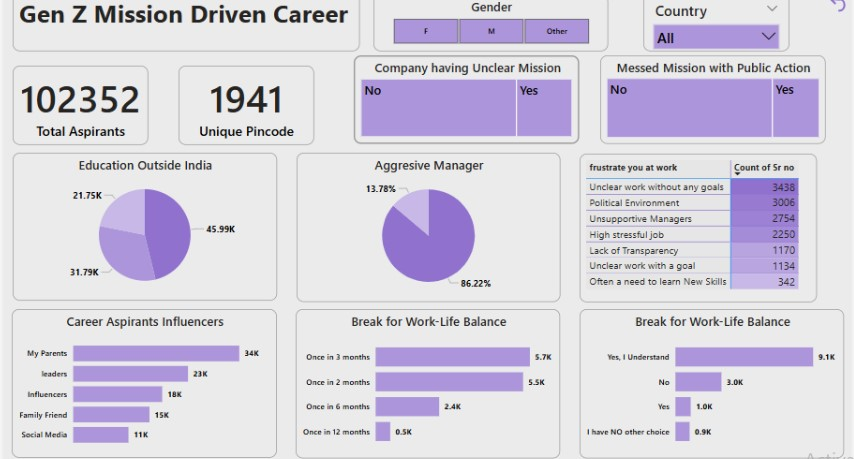 Gen Z Mission Driven Career
Gender
F
M
Other
Country
All
102352
Total Aspirants
1941
Unique Pincode
Company having Unclear Mission
No
Yes
Messed Mission with Public Action
No
Yes
Education Outside India
21.75K
45.99K
31.79K
Aggresive Manager
13.78%
86.22%
frustrate you at work Count of Sr no
Unclear work without any goals 3438
Political Environment 3006
Unsupportive Managers 2754
High stressful job 2250
Lack of Transparency 1170
Unclear work with a goal 1134
Often a need to learn New Skills 342
Career Aspirants Influencers
My Parents 34K
leaders 23K
Influencers 18K
Family Friend 15K
Social Media 11K
Break for Work-Life Balance
Once in 3 months 5.7K
Once in 2 months 5.5K
Once in 6 months 2.4K
Once in 12 months 0.5K
Break for Work-Life Balance
Yes, I Understand 9.1K
No 3.0K
Yes 1.0K
I have NO other choice 0.9K